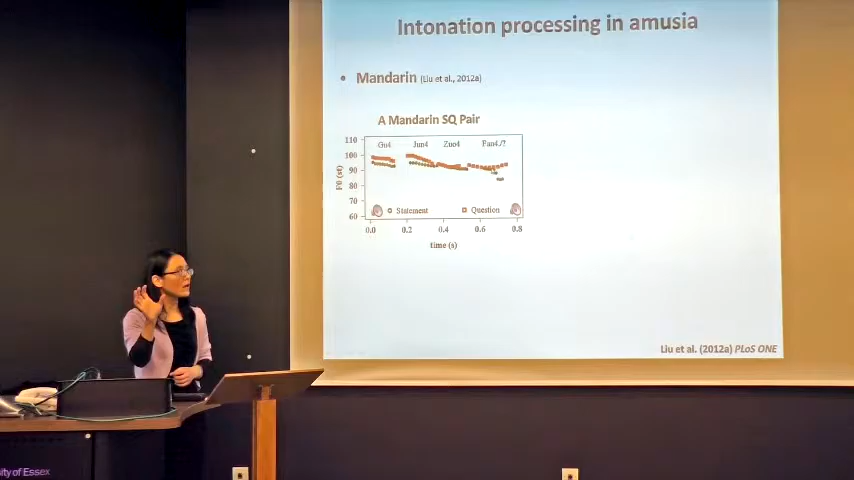 Intonation processing in amusia
• Mandarin (Liu et al., 2012a)
A Mandarin SQ Pair
110
100
90
80
70
60
F0 (st)
Gu4 Jun4 Zuo4 Fan4./?
Statement Question
0.0 0.2 0.4 0.6 0.8
time (s)
Liu et al. (2012a) PLoS ONE
ity of Essex